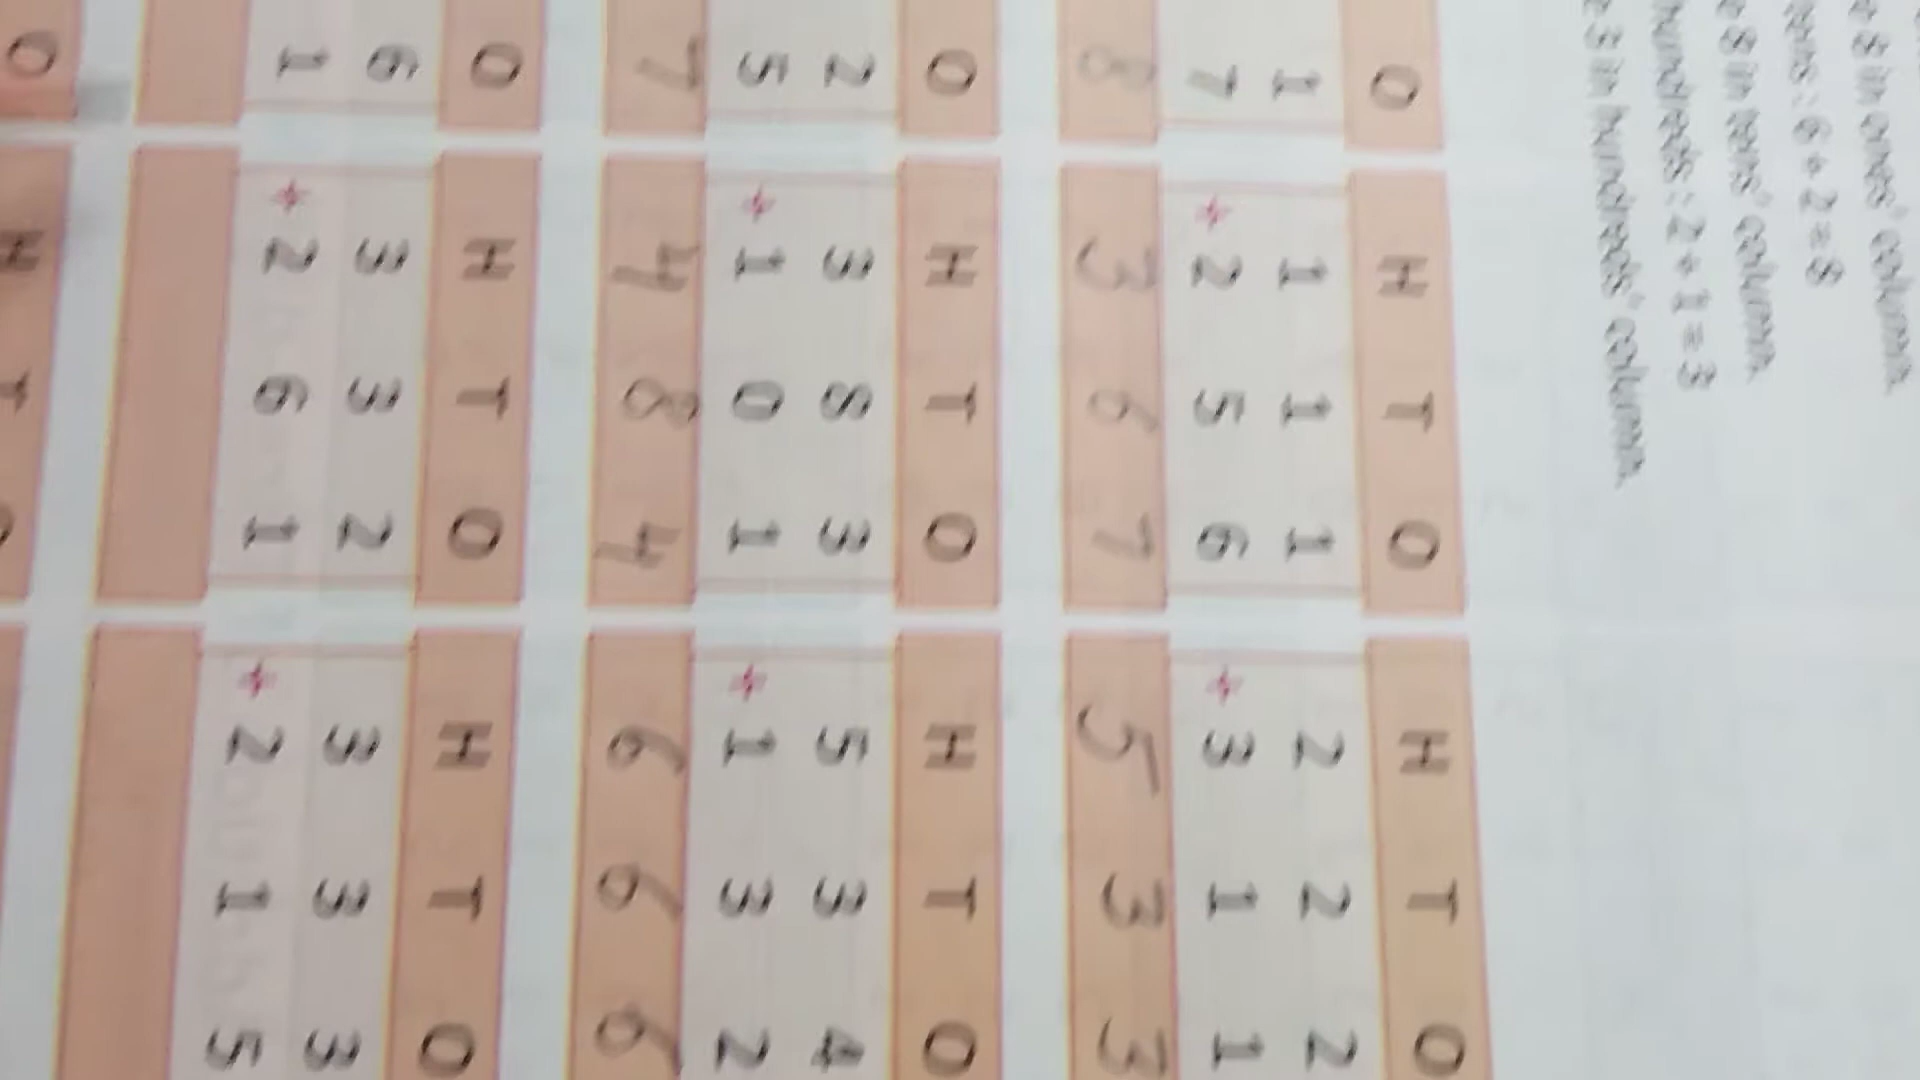 8 in ones' column.
tens : 6 + 2 = 8
8 in tens' column.
hundreds : 2 + 1 = 3
3 in hundreds' column.
O H T O H T O
1 1 1 1 2 2 2
7 + 2 5 6 + 3 1 1
8 3 6 7 5 3 3
O H T O H T O
2 3 8 3 5 3 4
5 + 1 0 1 + 1 3 2
7 4 8 4 6 6 6
O H T O H T O
6 3 3 2 3 3 3
1 + 2 6 1 + 2 1 5
O H T O